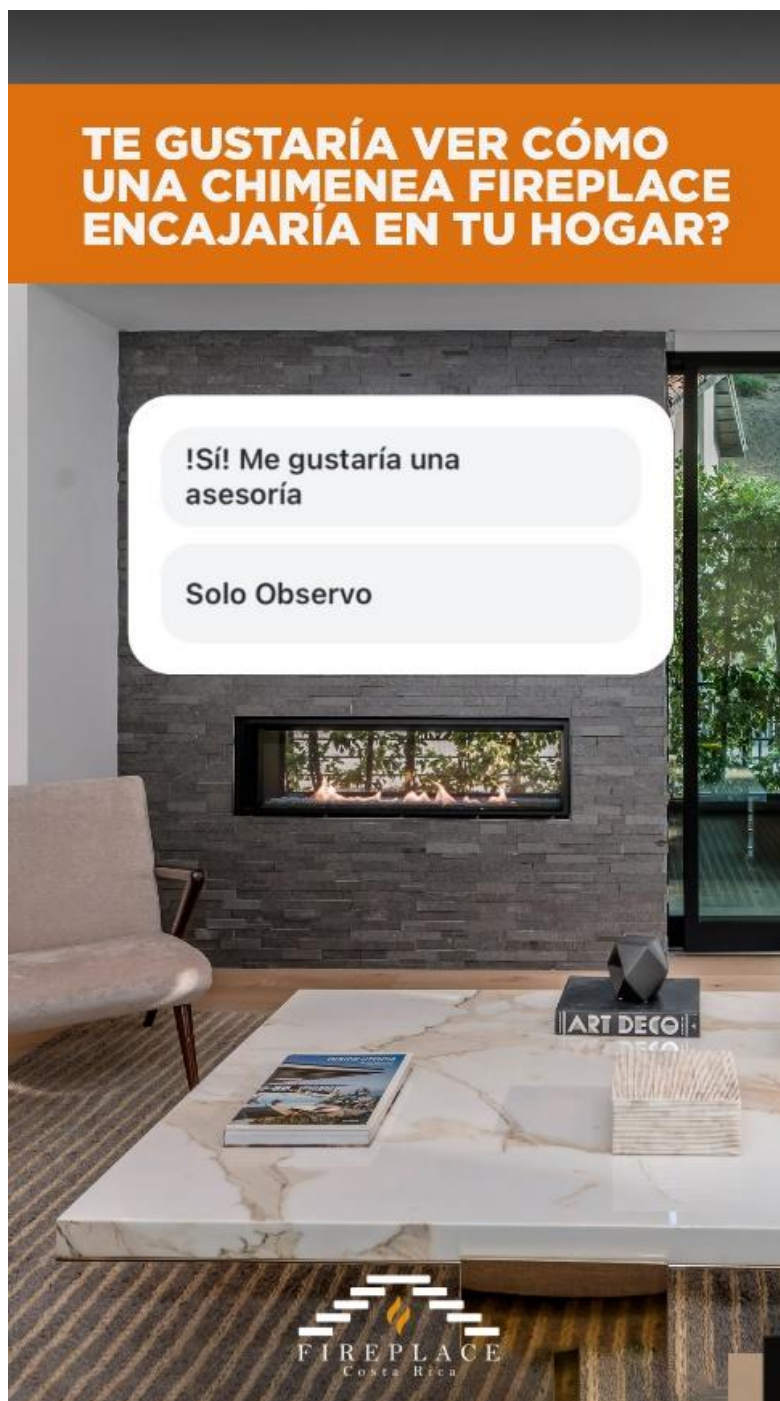 TE GUSTARÍA VER CÓMO
UNA CHIMENEA FIREPLACE
ENCAJARÍA EN TU HOGAR?
!Sí! Me gustaría una
asesoría
Solo Observo
ART DECO
FIREPLACE
Costa Rica